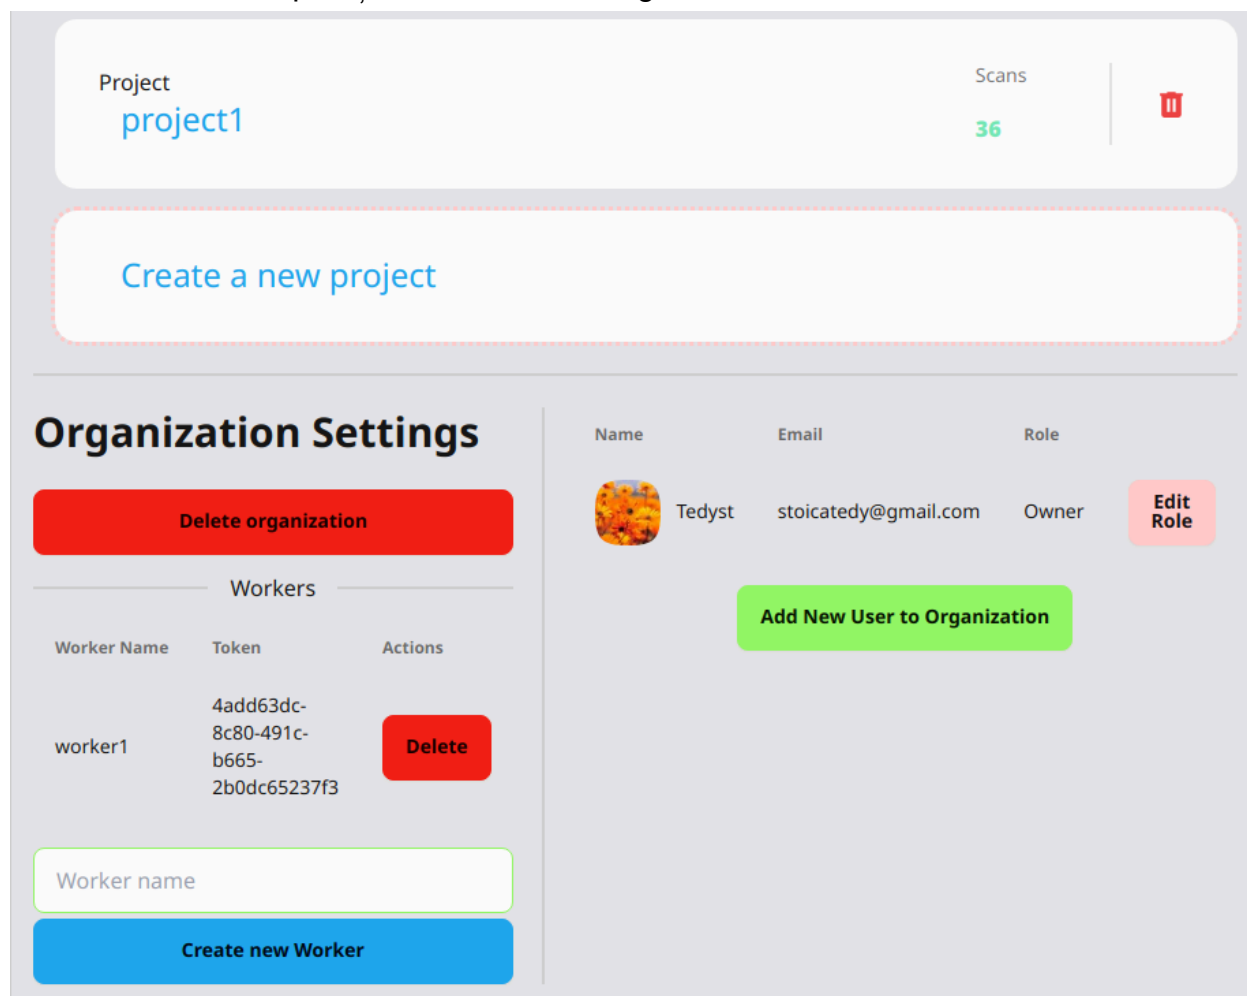 Project
project1
Scans
36
Create a new project
Organization Settings
Delete organization
Workers
Worker Name Token Actions
worker1
4add63dc-
8c80-491c-
b665-
2b0dc65237f3
Delete
Worker name
Create new Worker
Name Email Role
Tedyst stoicatedy@gmail.com Owner
Edit
Role
Add New User to Organization